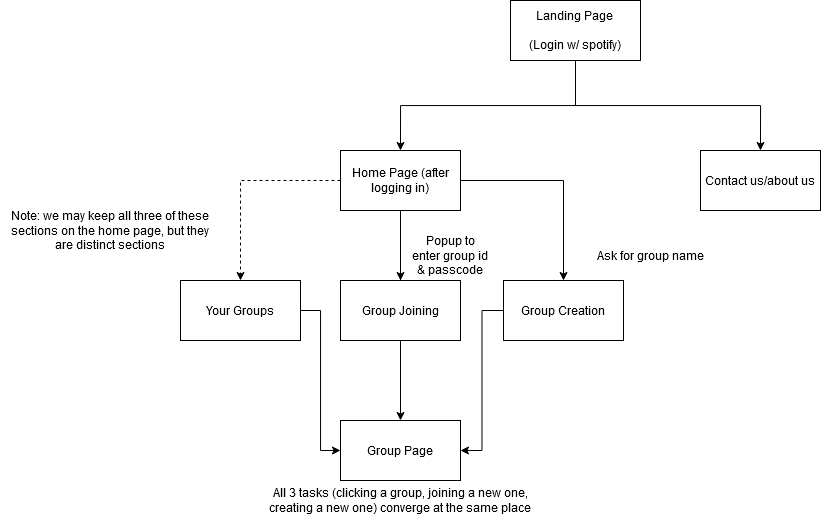 Landing Page
(Login w/ spotify)
Home Page (after
logging in)
Contact us/about us
Note: we may keep all three of these
sections on the home page, but they
are distinct sections
Popup to
enter group id
& passcode
Ask for group name
Your Groups
Group Joining
Group Creation
Group Page
All 3 tasks (clicking a group, joining a new one,
creating a new one) converge at the same place